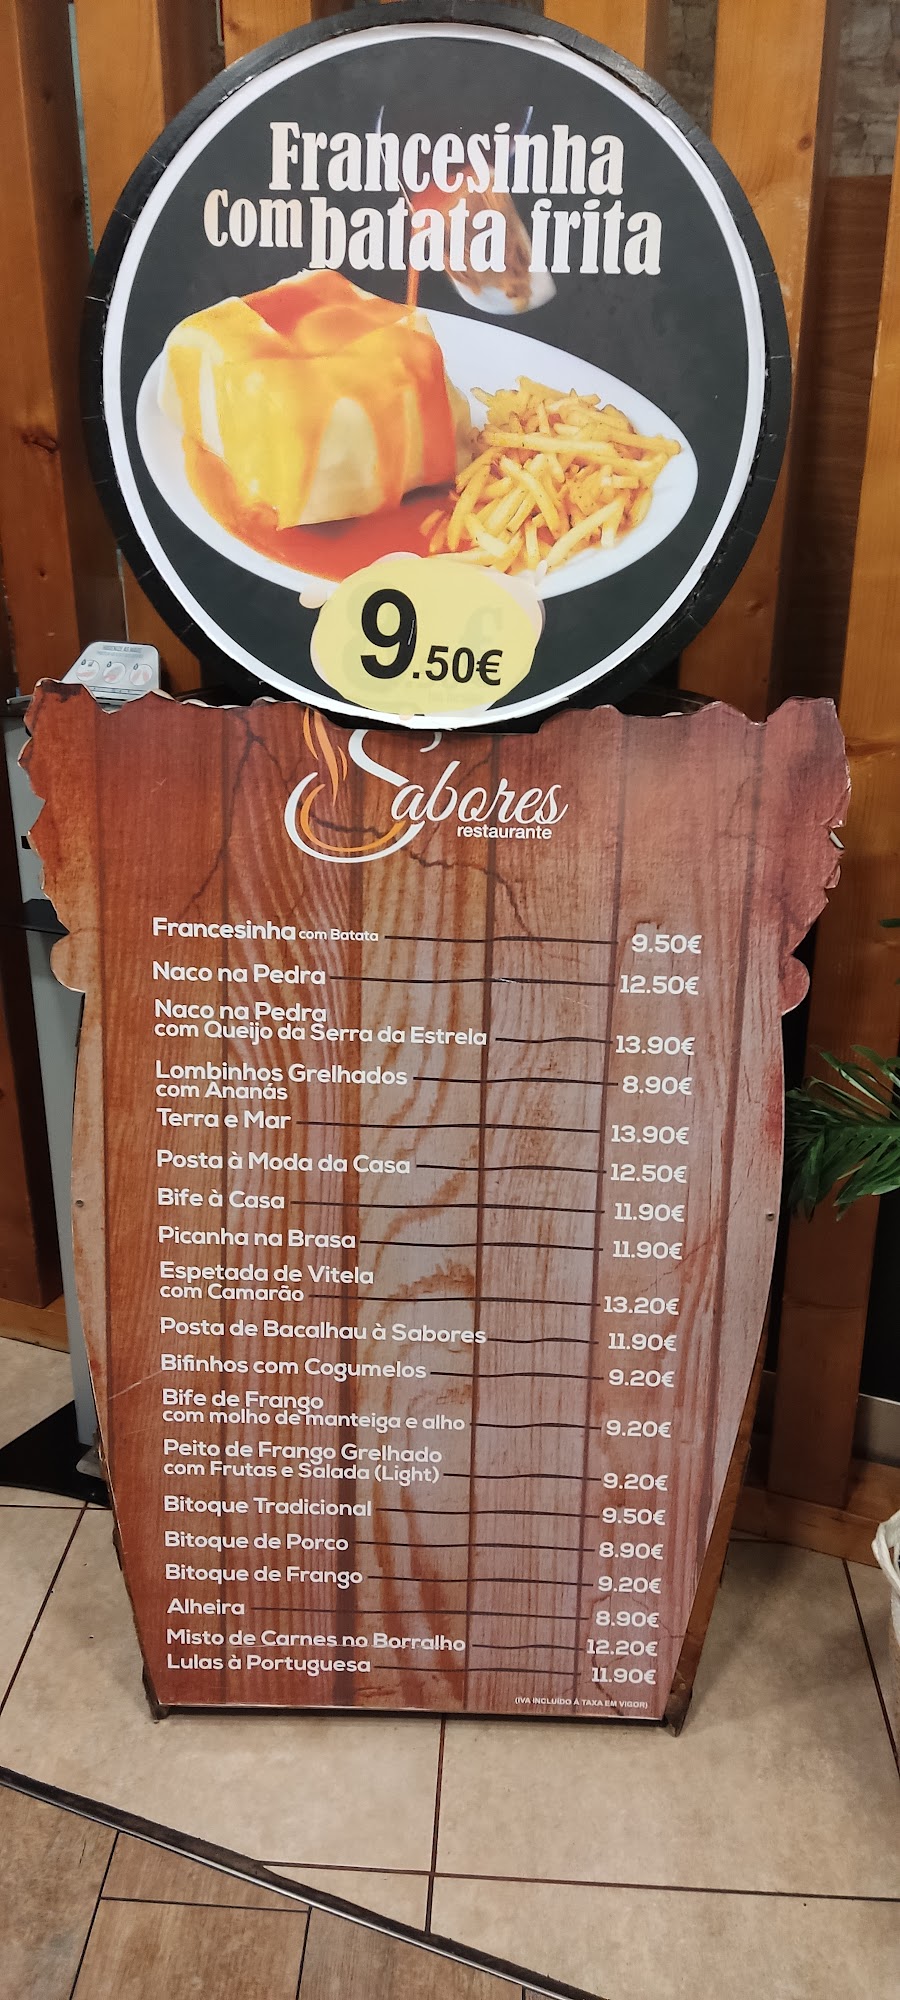 Francesinha
Com batata frita
9.50€
Sabores
restaurante
Francesinha com Batata 9.50€
Naco na Pedra 12.50€
Naco na Pedra
com Queijo da Serra da Estrela 13.90€
Lombinhos Grelhados 8.90€
com Ananás
Terra e Mar 13.90€
Posta à Moda da Casa 12.50€
Bife à Casa 11.90€
Picanha na Brasa 11.90€
Espetada de Vitela
com Camarão 13.20€
Posta de Bacalhau à Sabores 11.90€
Bifinhos com Cogumelos 9.20€
Bife de Frango
com molho de manteiga e alho 9.20€
Peito de Frango Grelhado
com Frutas e Salada (Light) 9.20€
Bitoque Tradicional 9.50€
Bitoque de Porco 8.90€
Bitoque de Frango 9.20€
Alheira 8.90€
Misto de Carnes no Borralho 12.20€
Lulas à Portuguesa 11.90€
(IVA INCLUÍDO À TAXA EM VIGOR)